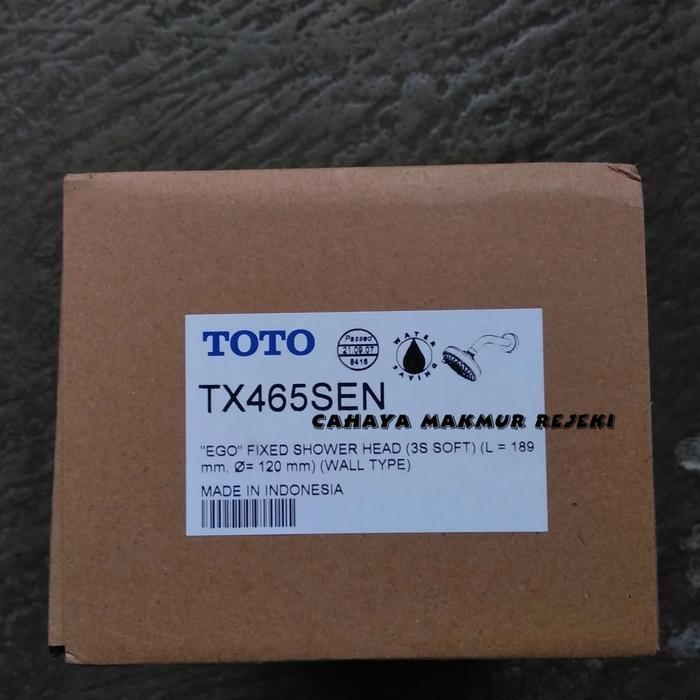 TOTO
Passed
21.09.07
8416
WATER
SAVING
TX465SEN
CAHAYA MAKMUR REJEKI
"EGO" FIXED SHOWER HEAD (3S SOFT) (L = 189
mm, Ø= 120 mm) (WALL TYPE)
MADE IN INDONESIA